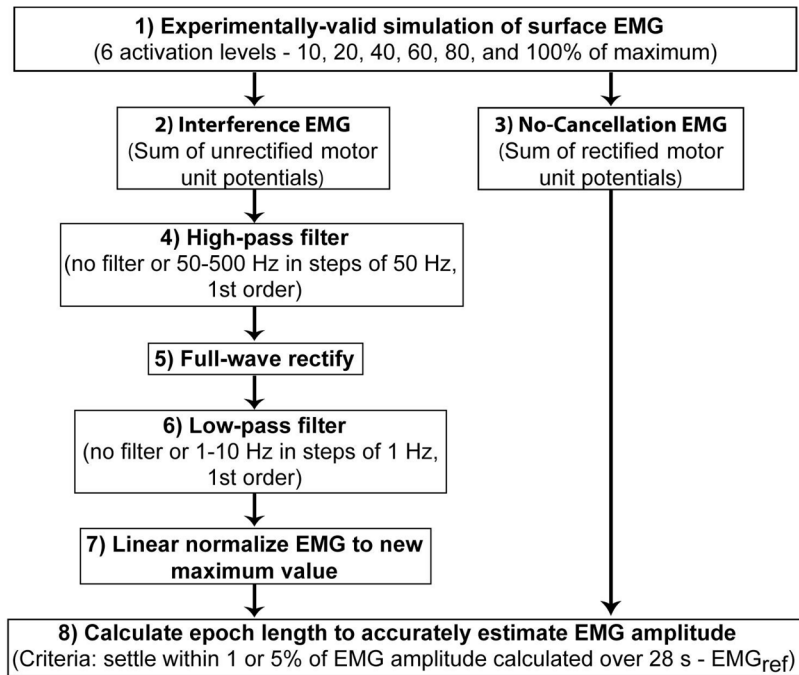 1) Experimentally-valid simulation of surface EMG
(6 activation levels - 10, 20, 40, 60, 80, and 100% of maximum)
2) Interference EMG
(Sum of unrectified motor
unit potentials)
3) No-Cancellation EMG
(Sum of rectified motor
unit potentials)
4) High-pass filter
(no filter or 50-500 Hz in steps of 50 Hz,
1st order)
5) Full-wave rectify
6) Low-pass filter
(no filter or 1-10 Hz in steps of 1 Hz,
1st order)
7) Linear normalize EMG to new
maximum value
8) Calculate epoch length to accurately estimate EMG amplitude
(Criteria: settle within 1 or 5% of EMG amplitude calculated over 28 s - EMGref)